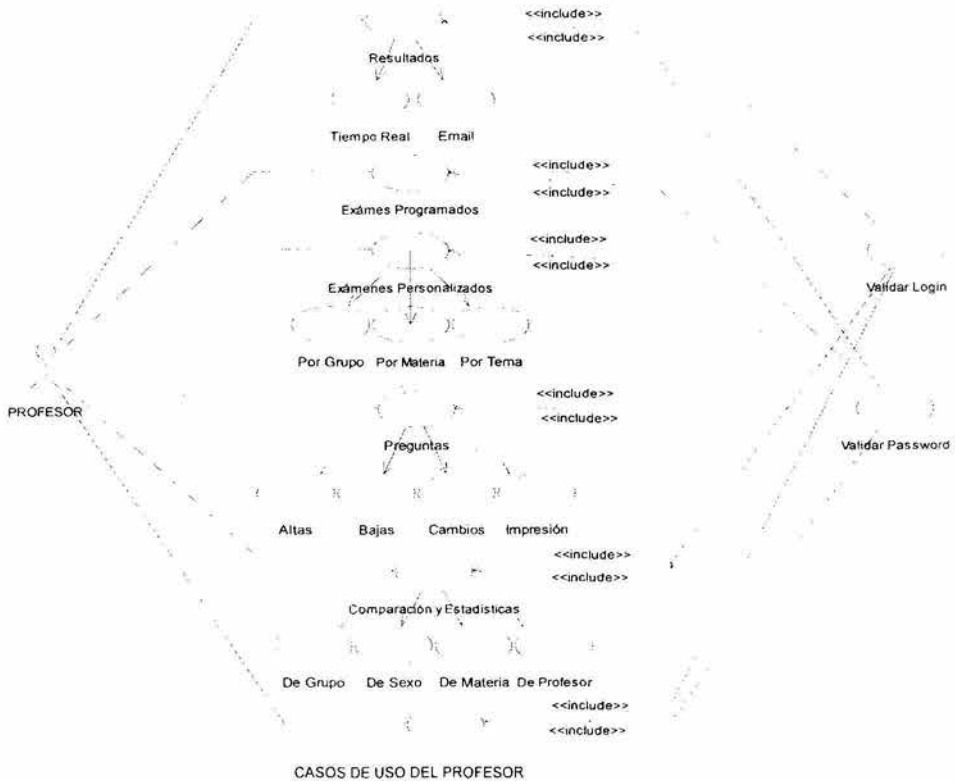 <<include>>
<<include>>
Resultados
Tiempo Real Email
<<include>>
<<include>>
Exámes Programados
<<include>>
<<include>>
Exámenes Personalizados
Validar Login
Por Grupo Por Materia Por Tema
<<include>>
PROFESOR
<<include>>
Preguntas
Validar Password
Altas Bajas Cambios Impresión
<<include>>
<<include>>
Comparación y Estadísticas
De Grupo De Sexo De Materia De Profesor
<<include>>
<<include>>
CASOS DE USO DEL PROFESOR